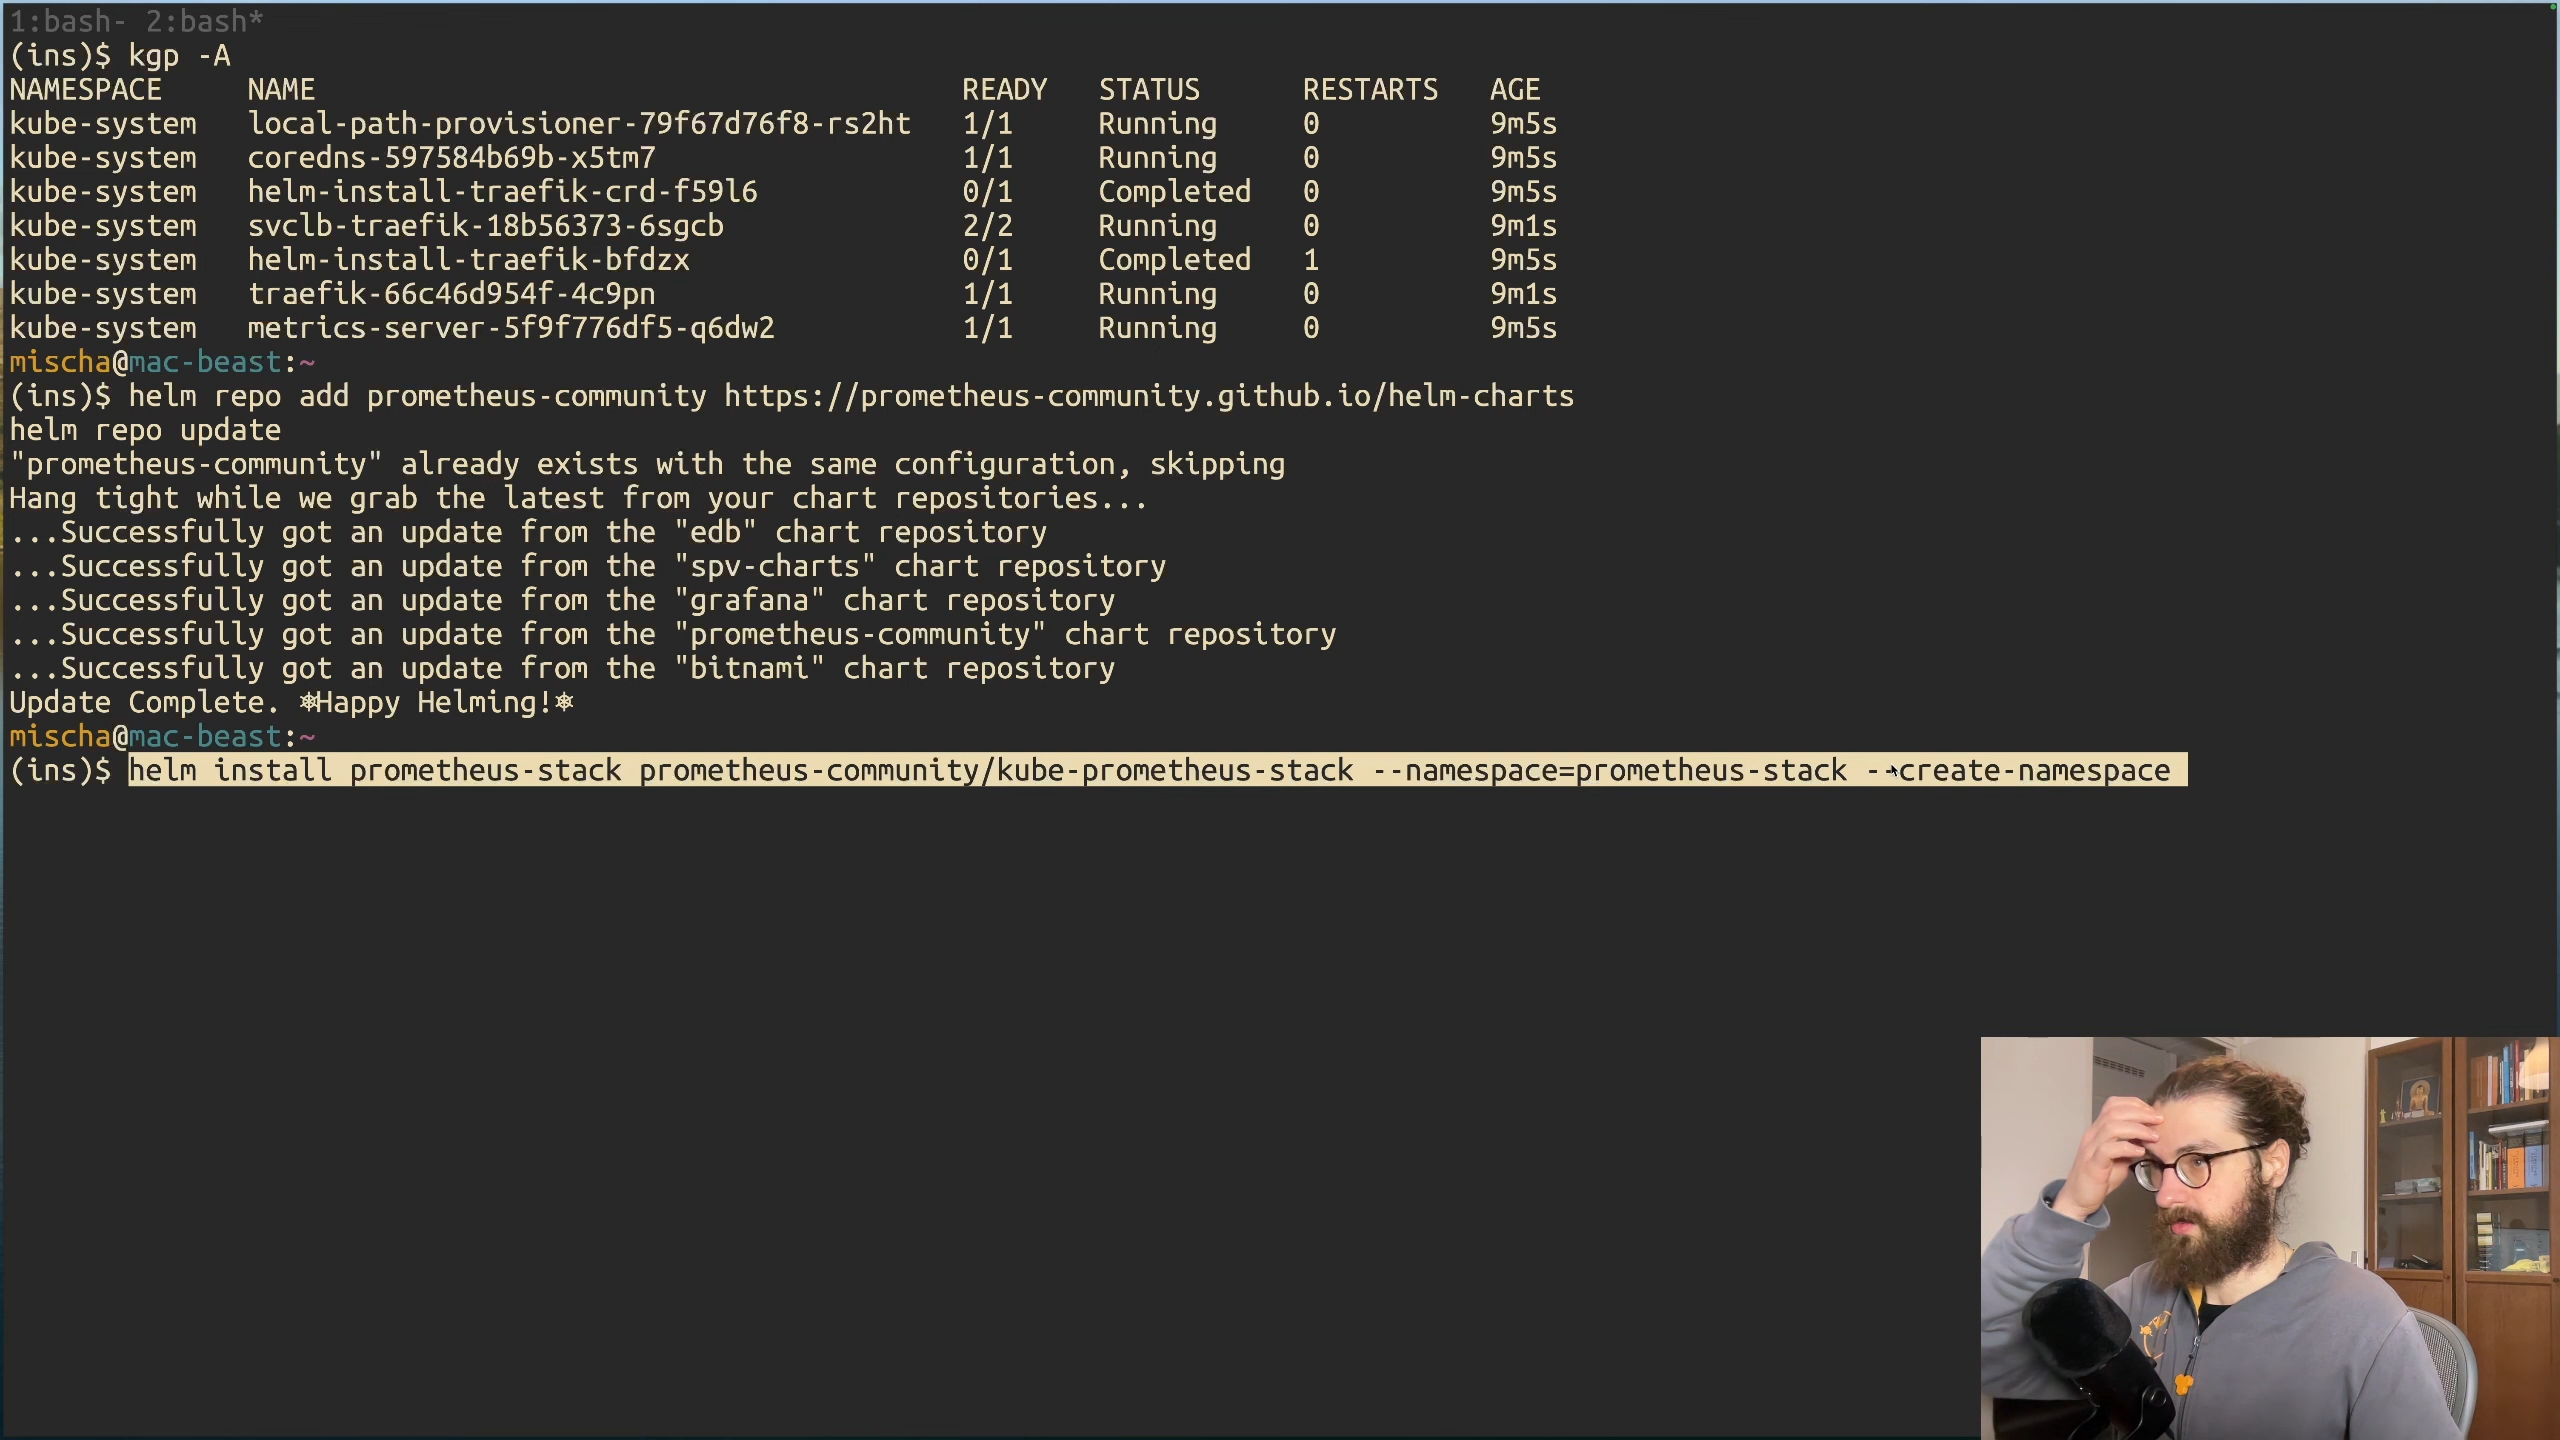 1:bash- 2:bash*
(ins)$ kgp -A
NAMESPACE     NAME                                      READY   STATUS      RESTARTS   AGE
kube-system   local-path-provisioner-79f67d76f8-rs2ht   1/1     Running     0          9m5s
kube-system   coredns-597584b69b-x5tm7                  1/1     Running     0          9m5s
kube-system   helm-install-traefik-crd-f59l6            0/1     Completed   0          9m5s
kube-system   svclb-traefik-18b56373-6sgcb              2/2     Running     0          9m1s
kube-system   helm-install-traefik-bfdzx                0/1     Completed   1          9m5s
kube-system   traefik-66c46d954f-4c9pn                  1/1     Running     0          9m1s
kube-system   metrics-server-5f9f776df5-q6dw2           1/1     Running     0          9m5s
mischa@mac-beast:~
(ins)$ helm repo add prometheus-community https://prometheus-community.github.io/helm-charts
helm repo update
"prometheus-community" already exists with the same configuration, skipping
Hang tight while we grab the latest from your chart repositories...
...Successfully got an update from the "edb" chart repository
...Successfully got an update from the "spv-charts" chart repository
...Successfully got an update from the "grafana" chart repository
...Successfully got an update from the "prometheus-community" chart repository
...Successfully got an update from the "bitnami" chart repository
Update Complete. ⎈Happy Helming!⎈
mischa@mac-beast:~
(ins)$ helm install prometheus-stack prometheus-community/kube-prometheus-stack --namespace=prometheus-stack --create-namespace